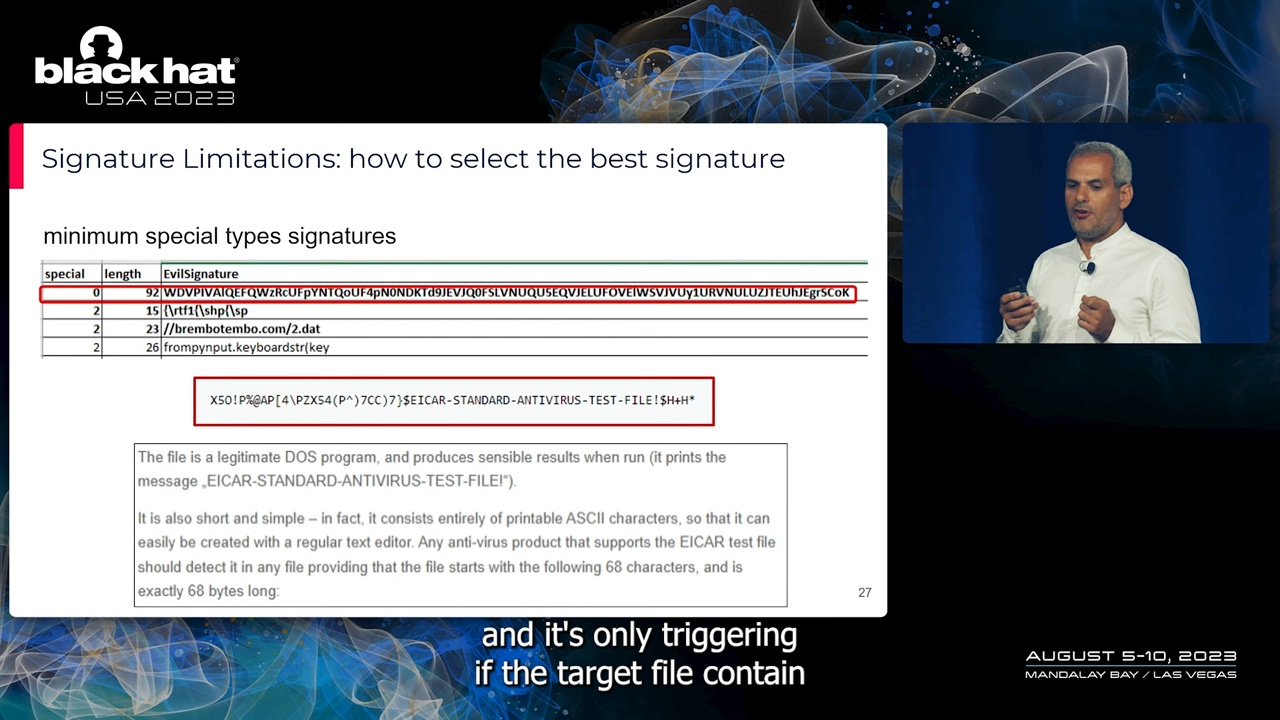 black hat®
USA 2023
Signature Limitations: how to select the best signature
minimum special types signatures
special length EvilSignature
0 92 WDVPIVAlQEFQWzRcUFpYNTQoUF4pN0NDKTd9JEVJQ0FSLVNUQU5EQVJELUFOVElWSVJVUy1URVNULUZJTEUhJEgrSCoK
2 15 {\rtf1{\shp{\sp
2 23 //brembotembo.com/2.dat
2 26 frompynput.keyboardstr(key
X5O!P%@AP[4\PZX54(P^)7CC)7}$EICAR-STANDARD-ANTIVIRUS-TEST-FILE!$H+H*
The file is a legitimate DOS program, and produces sensible results when run (it prints the
message „EICAR-STANDARD-ANTIVIRUS-TEST-FILE!“).
It is also short and simple – in fact, it consists entirely of printable ASCII characters, so that it can
easily be created with a regular text editor. Any anti-virus product that supports the EICAR test file
should detect it in any file providing that the file starts with the following 68 characters, and is
exactly 68 bytes long:
27
and it's only triggering
if the target file contain
AUGUST 5-10, 2023
MANDALAY BAY / LAS VEGAS